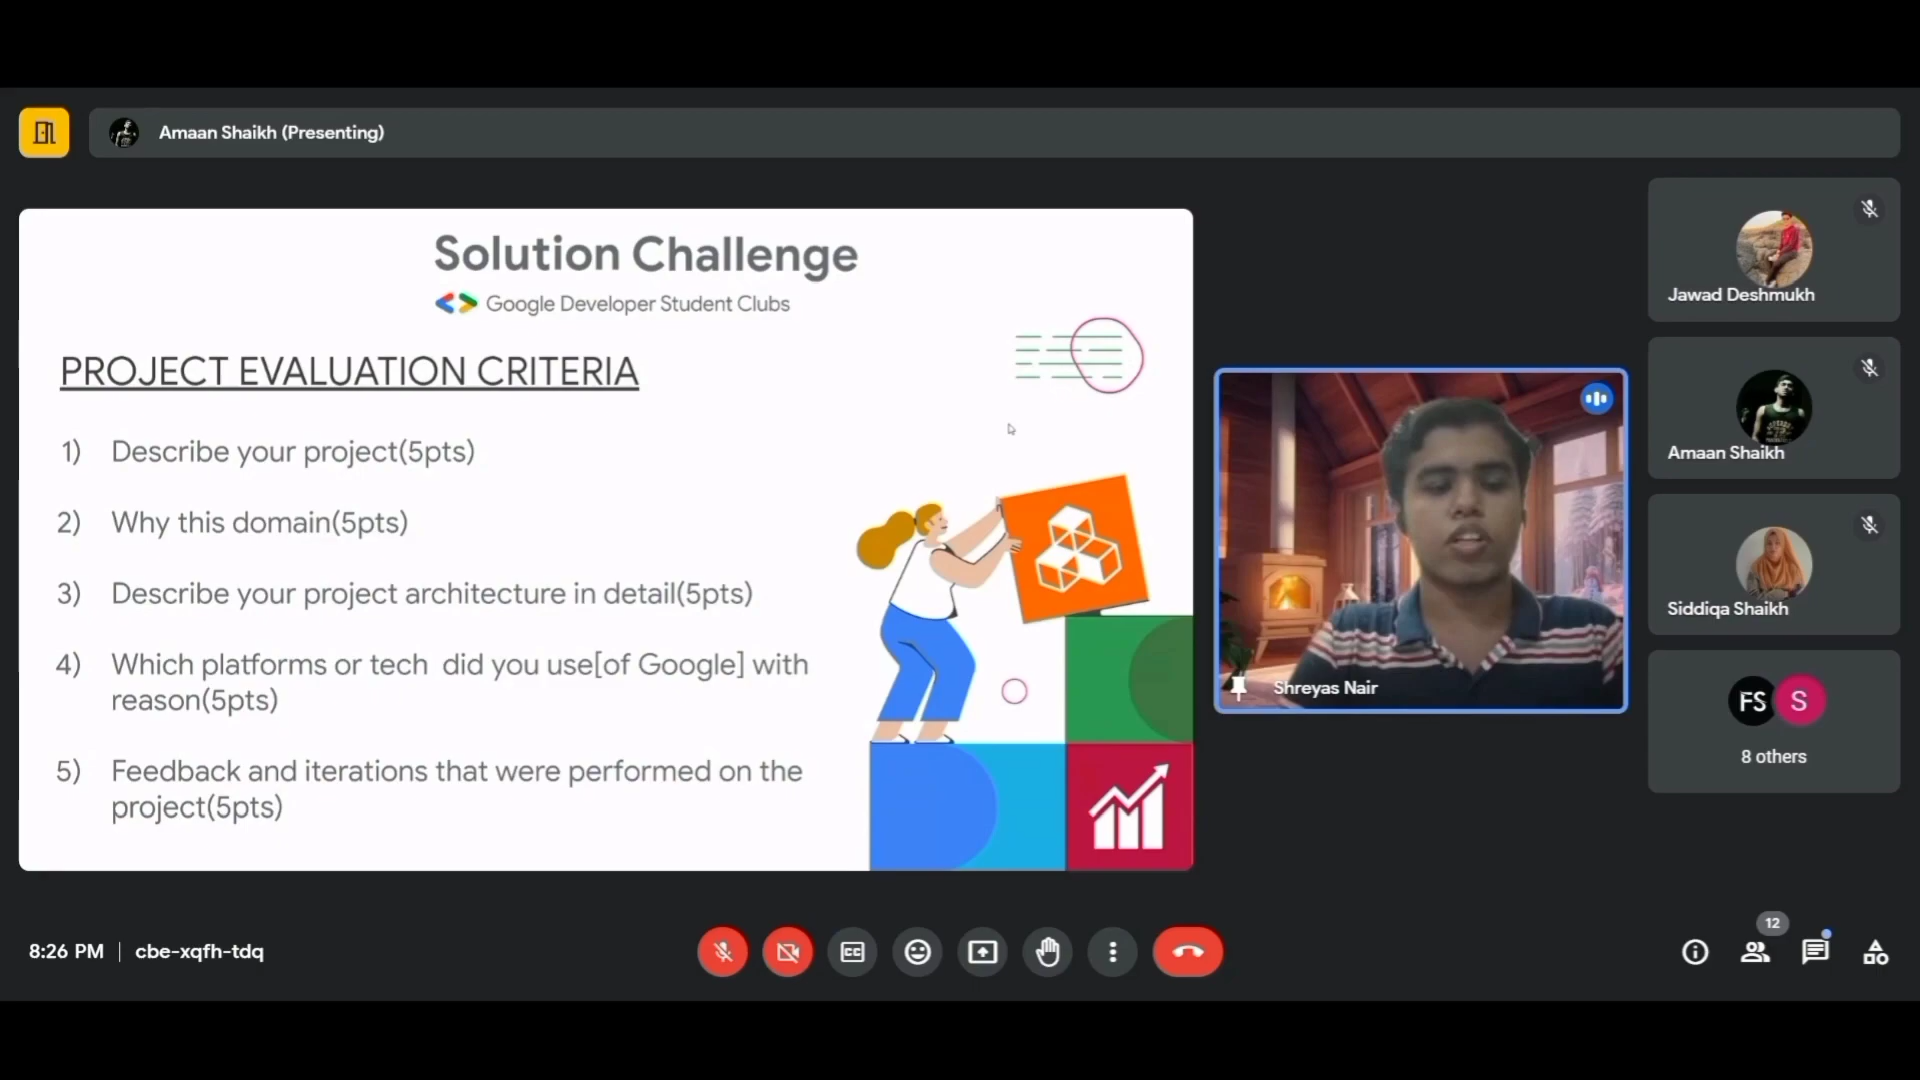 Amaan Shaikh (Presenting)
Solution Challenge
Google Developer Student Clubs
PROJECT EVALUATION CRITERIA
1) Describe your project(5pts)
2) Why this domain(5pts)
3) Describe your project architecture in detail(5pts)
4) Which platforms or tech did you use[of Google] with
reason(5pts)
5) Feedback and iterations that were performed on the
project(5pts)
Shreyas Nair
Jawad Deshmukh
Amaan Shaikh
Siddiqa Shaikh
FS S
8 others
8:26 PM | cbe-xqfh-tdq
CC
12